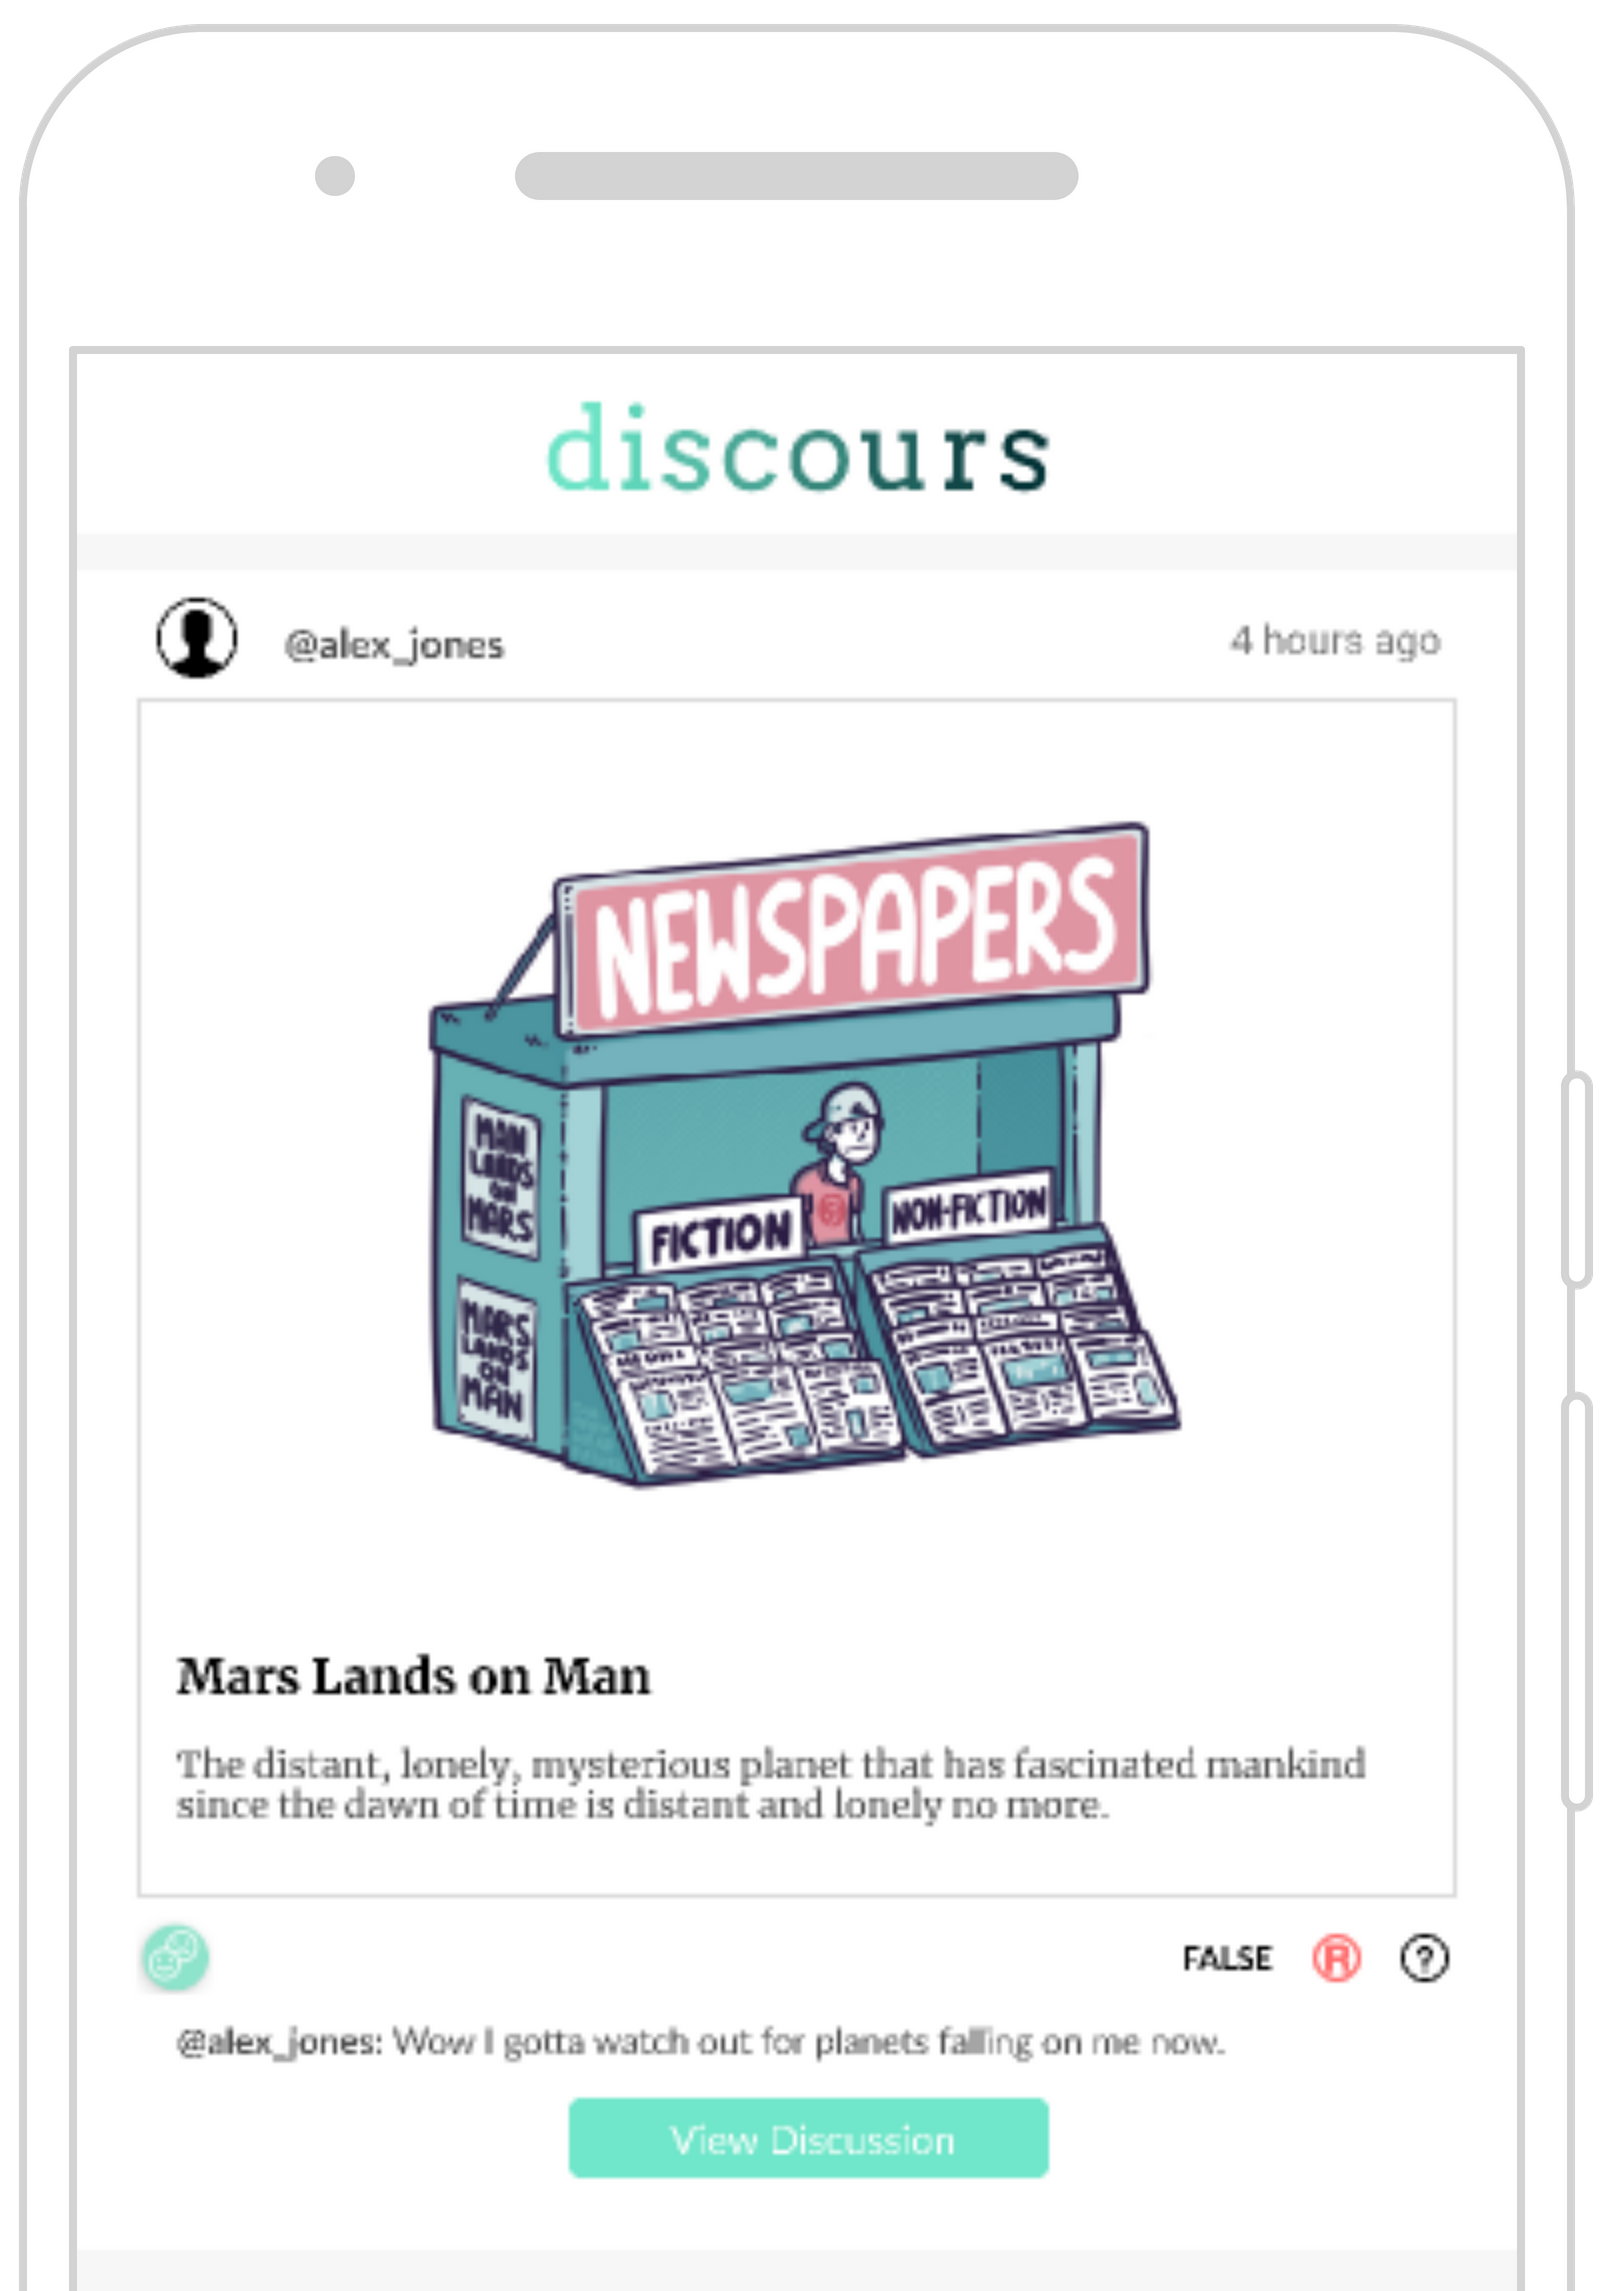 discours
@alex_jones
4 hours ago
NEWSPAPERS
MAN
LANDS
ON
MARS
FICTION
NON-FICTION
MARS
LANDS
ON
MAN
Mars Lands on Man
The distant, lonely, mysterious planet that has fascinated mankind
since the dawn of time is distant and lonely no more.
FALSE
R
?
@alex_jones: Wow I gotta watch out for planets falling on me now.
View Discussion